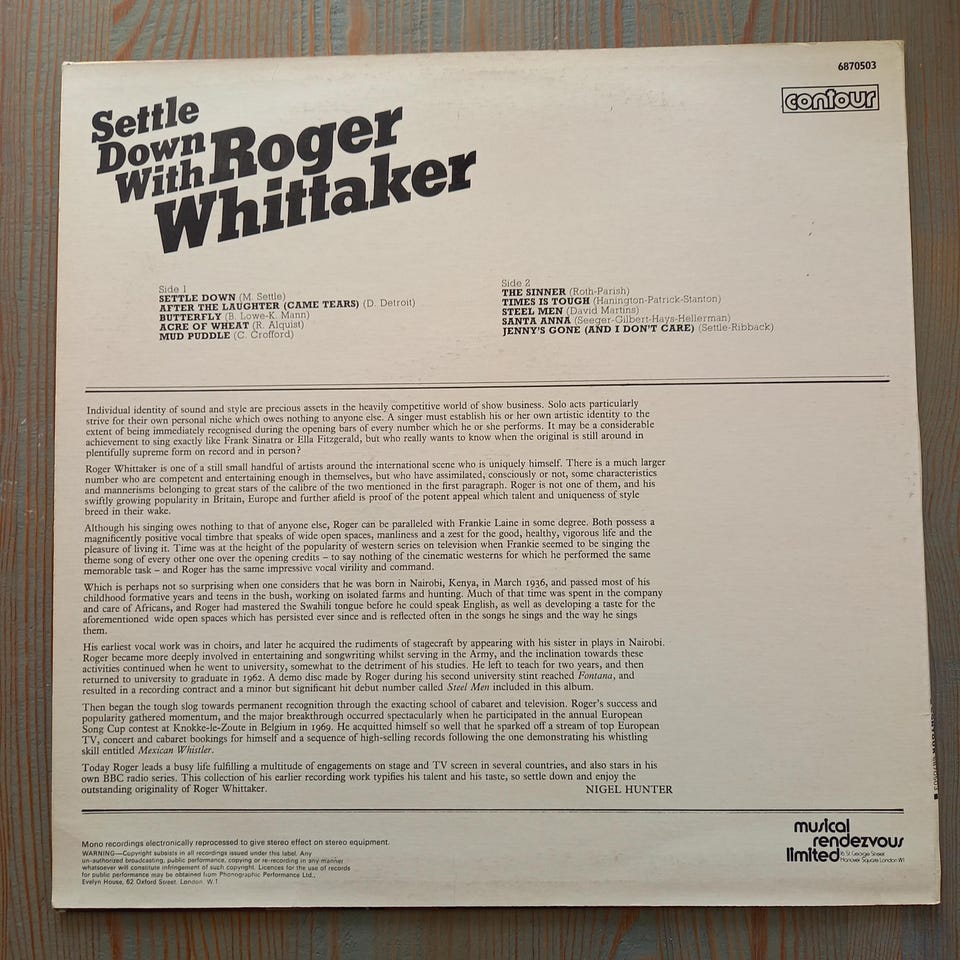 6870503
contour
Settle
Down
With Roger
Whittaker
Side 1
SETTLE DOWN (M. Settle)
AFTER THE LAUGHTER (CAME TEARS) (D. Detroit)
BUTTERFLY (B. Lowe-K. Mann)
ACRE OF WHEAT (R. Alquist)
MUD PUDDLE (C. Crofford)
Side 2
THE SINNER (Roth-Parish)
TIMES IS TOUGH (Hanington-Patrick-Stanton)
STEEL MEN (David Martins)
SANTA ANNA (Seeger-Gilbert-Hays-Hellerman)
JENNY'S GONE (AND I DON'T CARE) (Settle-Ribback)
Individual identity of sound and style are precious assets in the heavily competitive world of show business. Solo acts particularly
strive for their own personal niche which owes nothing to anyone else. A singer must establish his or her own artistic identity to the
extent of being immediately recognised during the opening bars of every number which he or she performs. It may be a considerable
achievement to sing exactly like Frank Sinatra or Ella Fitzgerald, but who really wants to know when the original is still around in
plentifully supreme form on record and in person?
Roger Whittaker is one of a still small handful of artists around the international scene who is uniquely himself. There is a much larger
number who are competent and entertaining enough in themselves, but who have assimilated, consciously or not, some characteristics
and mannerisms belonging to great stars of the calibre of the two mentioned in the first paragraph. Roger is not one of them, and his
swiftly growing popularity in Britain, Europe and further afield is proof of the potent appeal which talent and uniqueness of style
breed in their wake.
Although his singing owes nothing to that of anyone else, Roger can be paralleled with Frankie Laine in some degree. Both possess a
magnificently positive vocal timbre that speaks of wide open spaces, manliness and a zest for the good, healthy, vigorous life and the
pleasure of living it. Time was at the height of the popularity of western series on television when Frankie seemed to be singing the
theme song of every other one over the opening credits – to say nothing of the cinematic westerns for which he performed the same
memorable task – and Roger has the same impressive vocal virility and command.
Which is perhaps not so surprising when one considers that he was born in Nairobi, Kenya, in March 1936, and passed most of his
childhood formative years and teens in the bush, working on isolated farms and hunting. Much of that time was spent in the company
and care of Africans, and Roger had mastered the Swahili tongue before he could speak English, as well as developing a taste for the
aforementioned wide open spaces which has persisted ever since and is reflected often in the songs he sings and the way he sings
them.
His earliest vocal work was in choirs, and later he acquired the rudiments of stagecraft by appearing with his sister in plays in Nairobi.
Roger became more deeply involved in entertaining and songwriting whilst serving in the Army, and the inclination towards these
activities continued when he went to university, somewhat to the detriment of his studies. He left to teach for two years, and then
returned to university to graduate in 1962. A demo disc made by Roger during his second university stint reached Fontana, and
resulted in a recording contract and a minor but significant hit debut number called Steel Men included in this album.
Then began the tough slog towards permanent recognition through the exacting school of cabaret and television. Roger's success and
popularity gathered momentum, and the major breakthrough occurred spectacularly when he participated in the annual European
Song Cup contest at Knokke-le-Zoute in Belgium in 1969. He acquitted himself so well that he sparked off a stream of top European
TV, concert and cabaret bookings for himself and a sequence of high-selling records following the one demonstrating his whistling
skill entitled Mexican Whistler.
Today Roger leads a busy life fulfilling a multitude of engagements on stage and TV screen in several countries, and also stars in his
own BBC radio series. This collection of his earlier recording work typifies his talent and his taste, so settle down and enjoy the
outstanding originality of Roger Whittaker. NIGEL HUNTER
Mono recordings electronically reprocessed to give stereo effect on stereo equipment.
WARNING—Copyright subsists in all recordings issued under this label. Any
un-authorized broadcasting, public performance, copying or re-recording in any manner
whatsoever will constitute infringement of such copyright. Licences for the use of records
for public performance may be obtained from Phonographic Performance Ltd.,
Evelyn House, 62 Oxford Street, London. W.1
musical
rendezvous
limited
16 St George Street
Hanover Square London W1